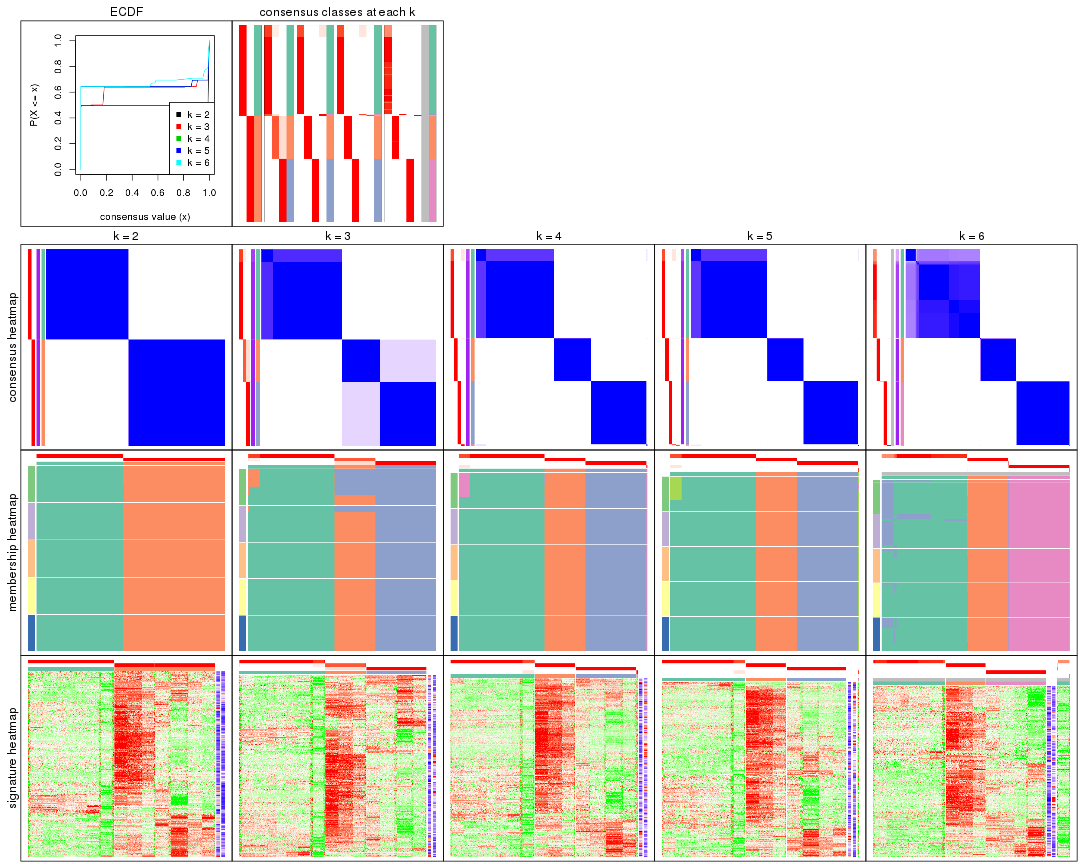 ECDF
consensus classes at each k
P(X <= x)
0.0
0.2
0.4
0.6
0.8
1.0
k = 2
k = 3
k = 4
k = 5
k = 6
0.0 0.2 0.4 0.6 0.8 1.0
consensus value (x)
k = 2
k = 3
k = 4
k = 5
k = 6
consensus heatmap
membership heatmap
signature heatmap